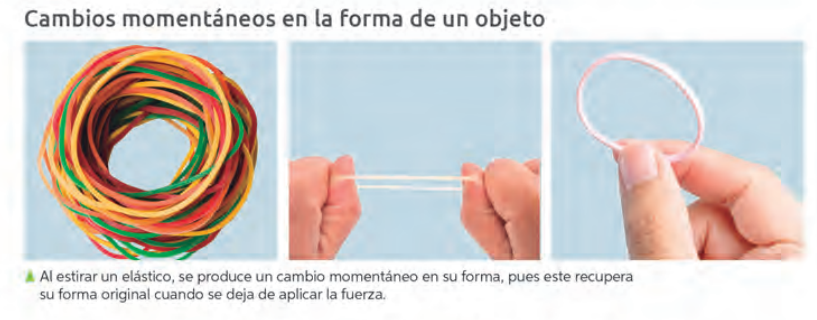 Cambios momentáneos en la forma de un objeto
Al estirar un elástico, se produce un cambio momentáneo en su forma, pues este recupera
su forma original cuando se deja de aplicar la fuerza.